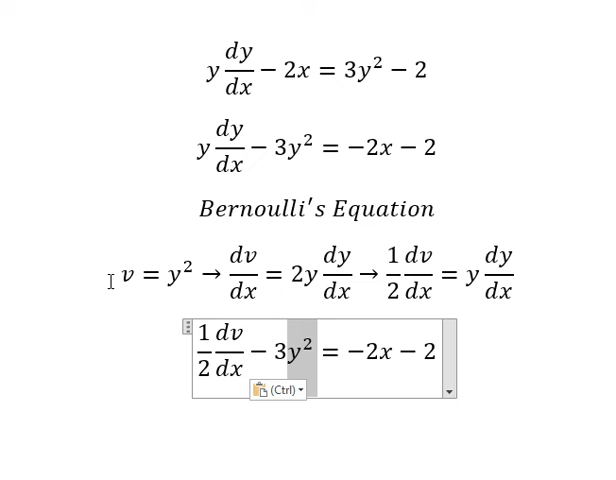 y dy/dx − 2x = 3y² − 2
y dy/dx − 3y² = −2x − 2
Bernoulli's Equation
v = y² → dv/dx = 2y dy/dx → 1/2 dv/dx = y dy/dx
1/2 dv/dx − 3y² = −2x − 2
(Ctrl)